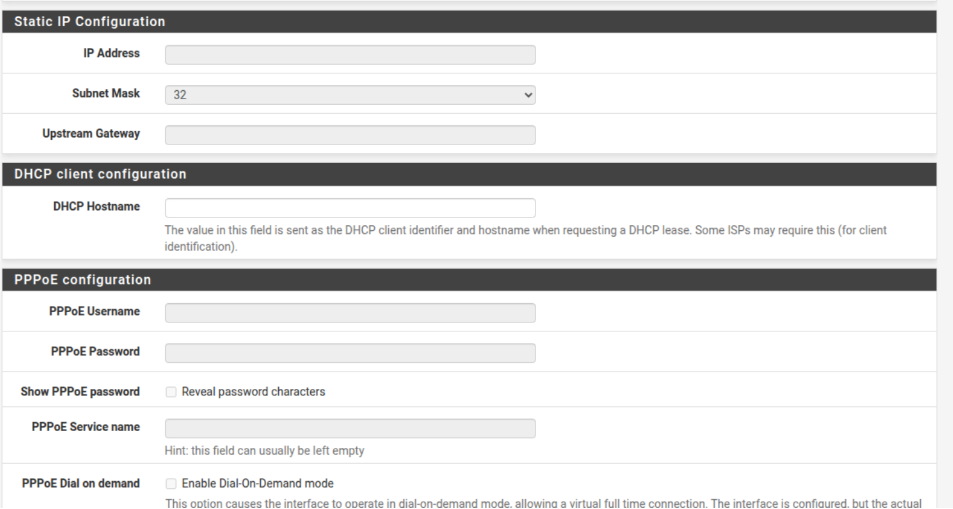 Static IP Configuration
IP Address
Subnet Mask 32
Upstream Gateway
DHCP client configuration
DHCP Hostname
The value in this field is sent as the DHCP client identifier and hostname when requesting a DHCP lease. Some ISPs may require this (for client
identification).
PPPoE configuration
PPPoE Username
PPPoE Password
Show PPPoE password Reveal password characters
PPPoE Service name
Hint: this field can usually be left empty
PPPoE Dial on demand Enable Dial-On-Demand mode
This option causes the interface to operate in dial-on-demand mode, allowing a virtual full time connection. The interface is configured, but the actual